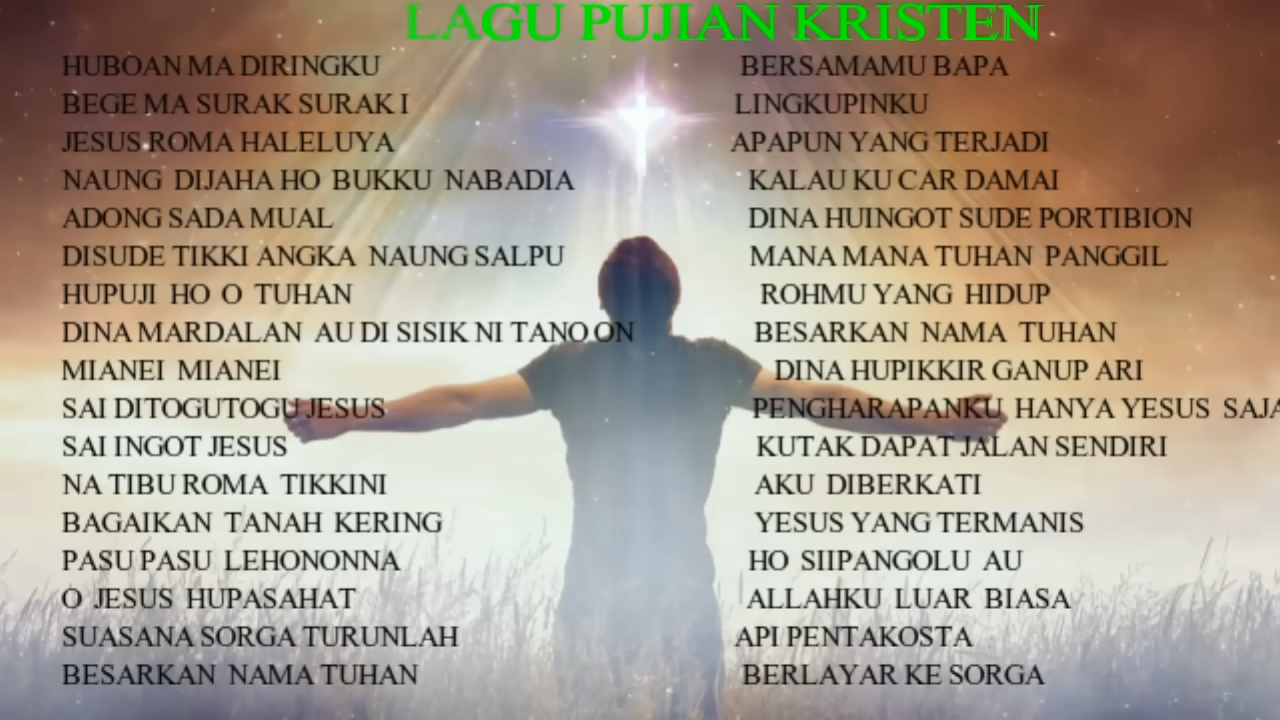 LAGU PUJIAN KRISTEN
HUBOAN MA DIRINGKU
BEGE MA SURAK SURAK I
JESUS ROMA HALELUYA
NAUNG DIJAHA HO BUKKU NABADIA
ADONG SADA MUAL
DISUDE TIKKI ANGKA NAUNG SALPU
HUPUJI HO O TUHAN
DINA MARDALAN AU DI SISIK NI TANO ON
MIANEI MIANEI
SAI DITOGUTOGU JESUS
SAI INGOT JESUS
NA TIBU ROMA TIKKINI
BAGAIKAN TANAH KERING
PASU PASU LEHONONNA
O JESUS HUPASAHAT
SUASANA SORGA TURUNLAH
BESARKAN NAMA TUHAN
BERSAMAMU BAPA
LINGKUPINKU
APAPUN YANG TERJADI
KALAU KU CAR DAMAI
DINA HUINGOT SUDE PORTIBION
MANA MANA TUHAN PANGGIL
ROHMU YANG HIDUP
BESARKAN NAMA TUHAN
DINA HUPIKKIR GANUP ARI
PENGHARAPANKU HANYA YESUS SAJA
KUTAK DAPAT JALAN SENDIRI
AKU DIBERKATI
YESUS YANG TERMANIS
HO SIIPANGOLU AU
ALLAHKU LUAR BIASA
API PENTAKOSTA
BERLAYAR KE SORGA